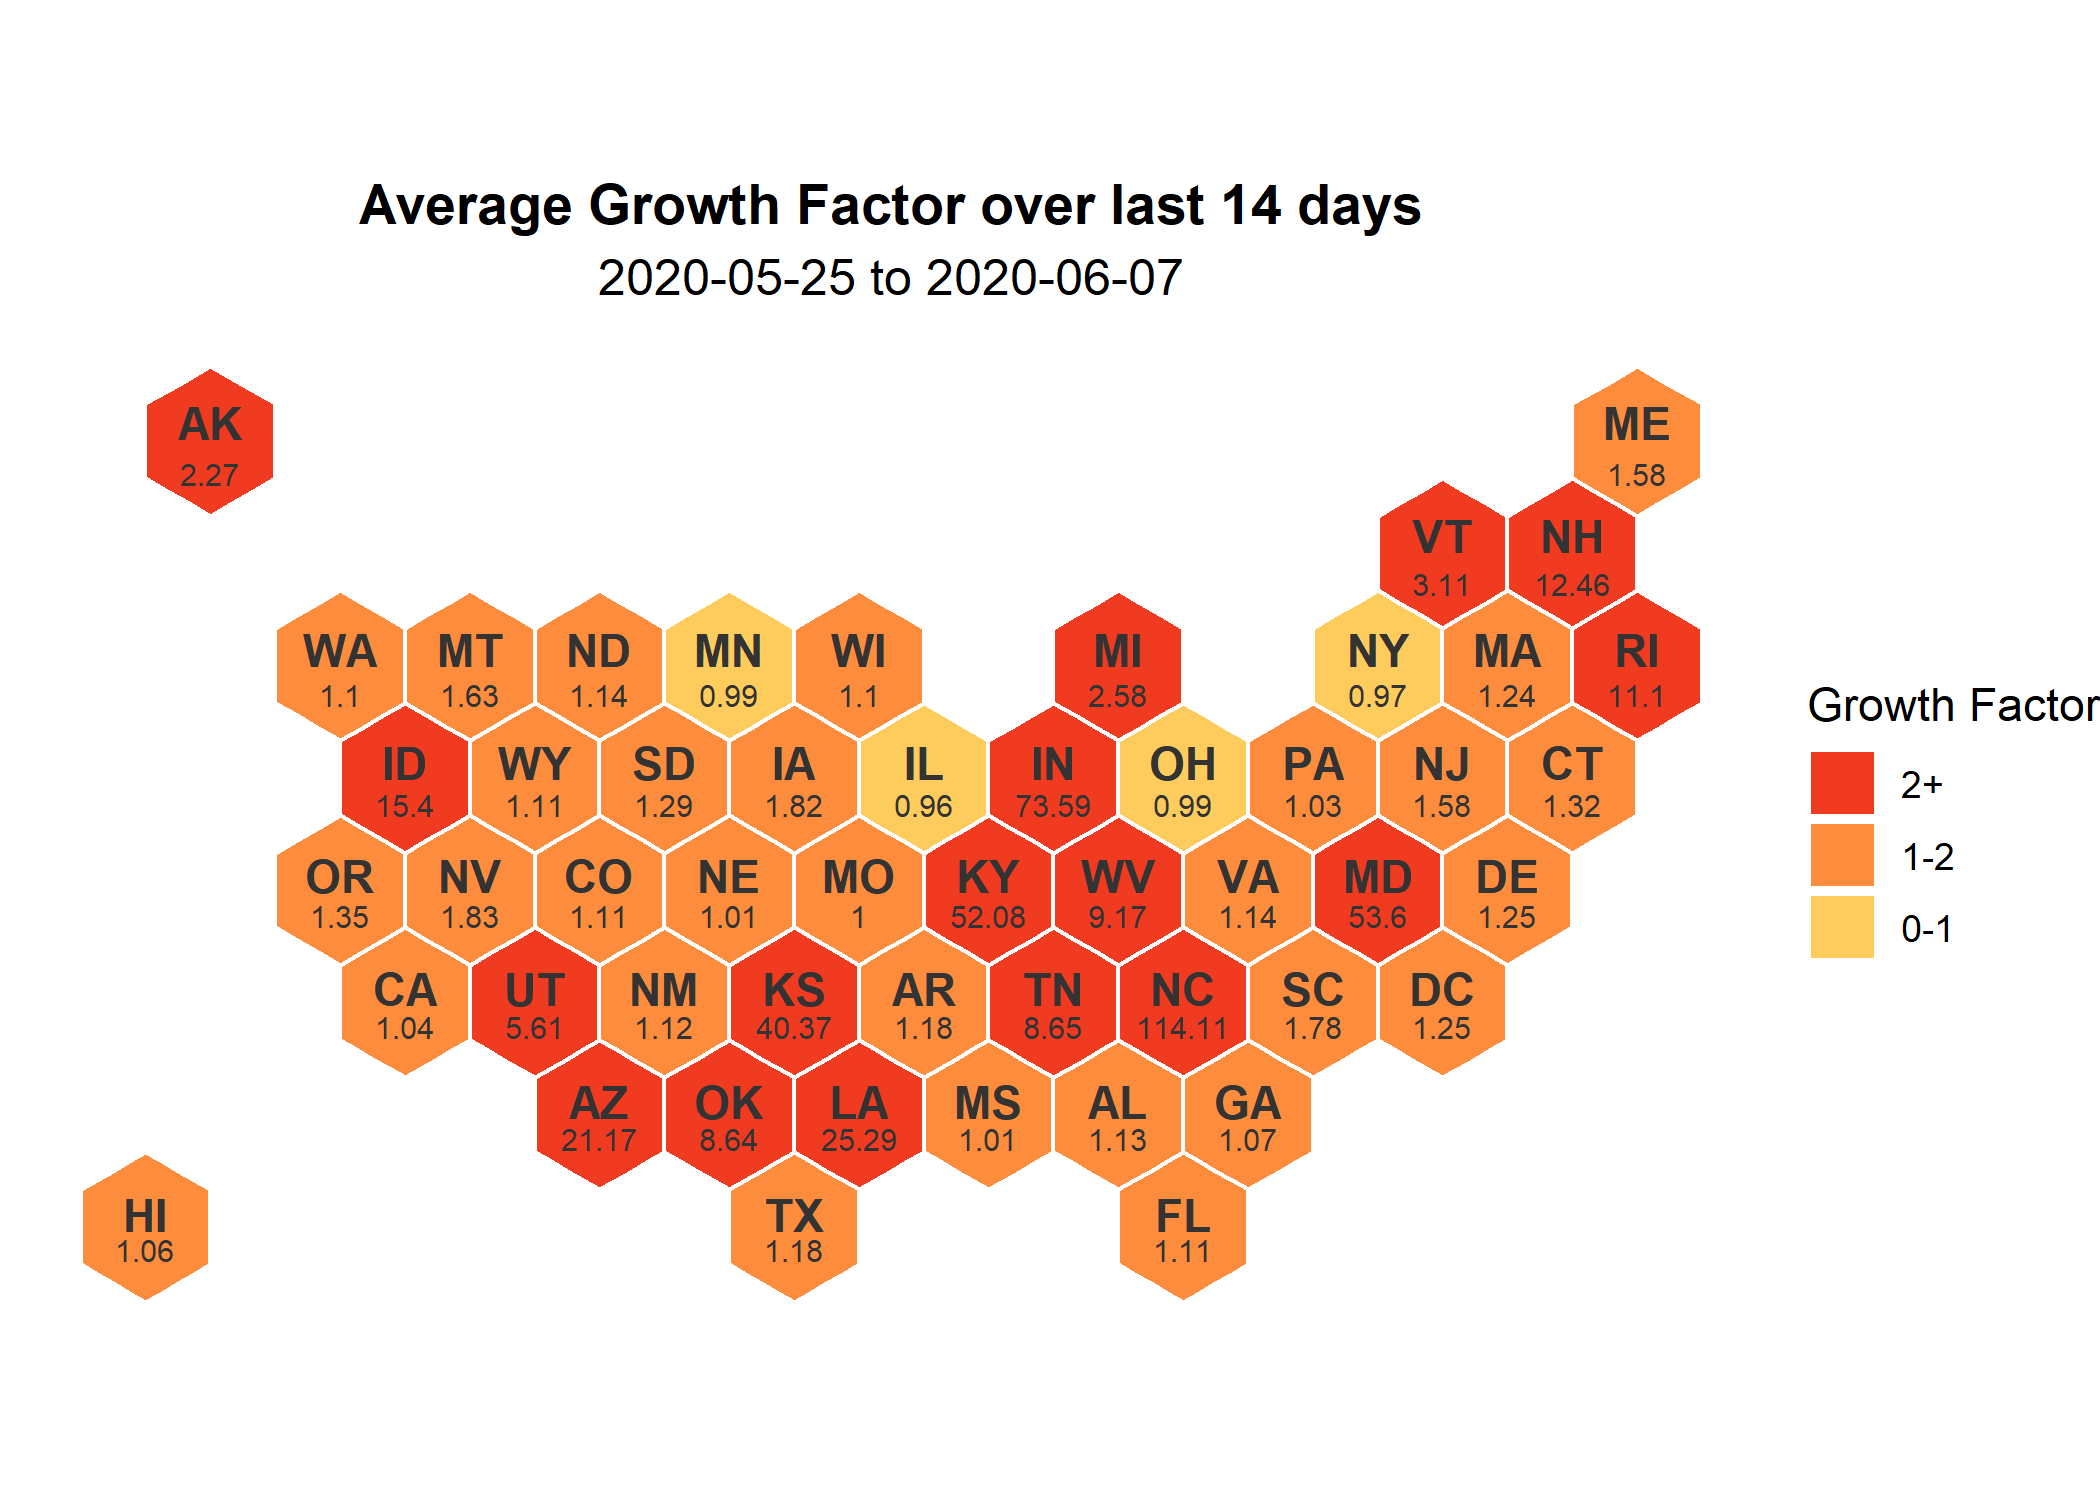 Average Growth Factor over last 14 days
2020-05-25 to 2020-06-07
AK
2.27
ME
1.58
VT
3.11
NH
12.46
WA
1.1
MT
1.63
ND
1.14
MN
0.99
WI
1.1
MI
2.58
NY
0.97
MA
1.24
RI
11.1
ID
15.4
WY
1.11
SD
1.29
IA
1.82
IL
0.96
IN
73.59
OH
0.99
PA
1.03
NJ
1.58
CT
1.32
OR
1.35
NV
1.83
CO
1.11
NE
1.01
MO
1
KY
52.08
WV
9.17
VA
1.14
MD
53.6
DE
1.25
CA
1.04
UT
5.61
NM
1.12
KS
40.37
AR
1.18
TN
8.65
NC
114.11
SC
1.78
DC
1.25
AZ
21.17
OK
8.64
LA
25.29
MS
1.01
AL
1.13
GA
1.07
HI
1.06
TX
1.18
FL
1.11
Growth Factor
2+
1-2
0-1